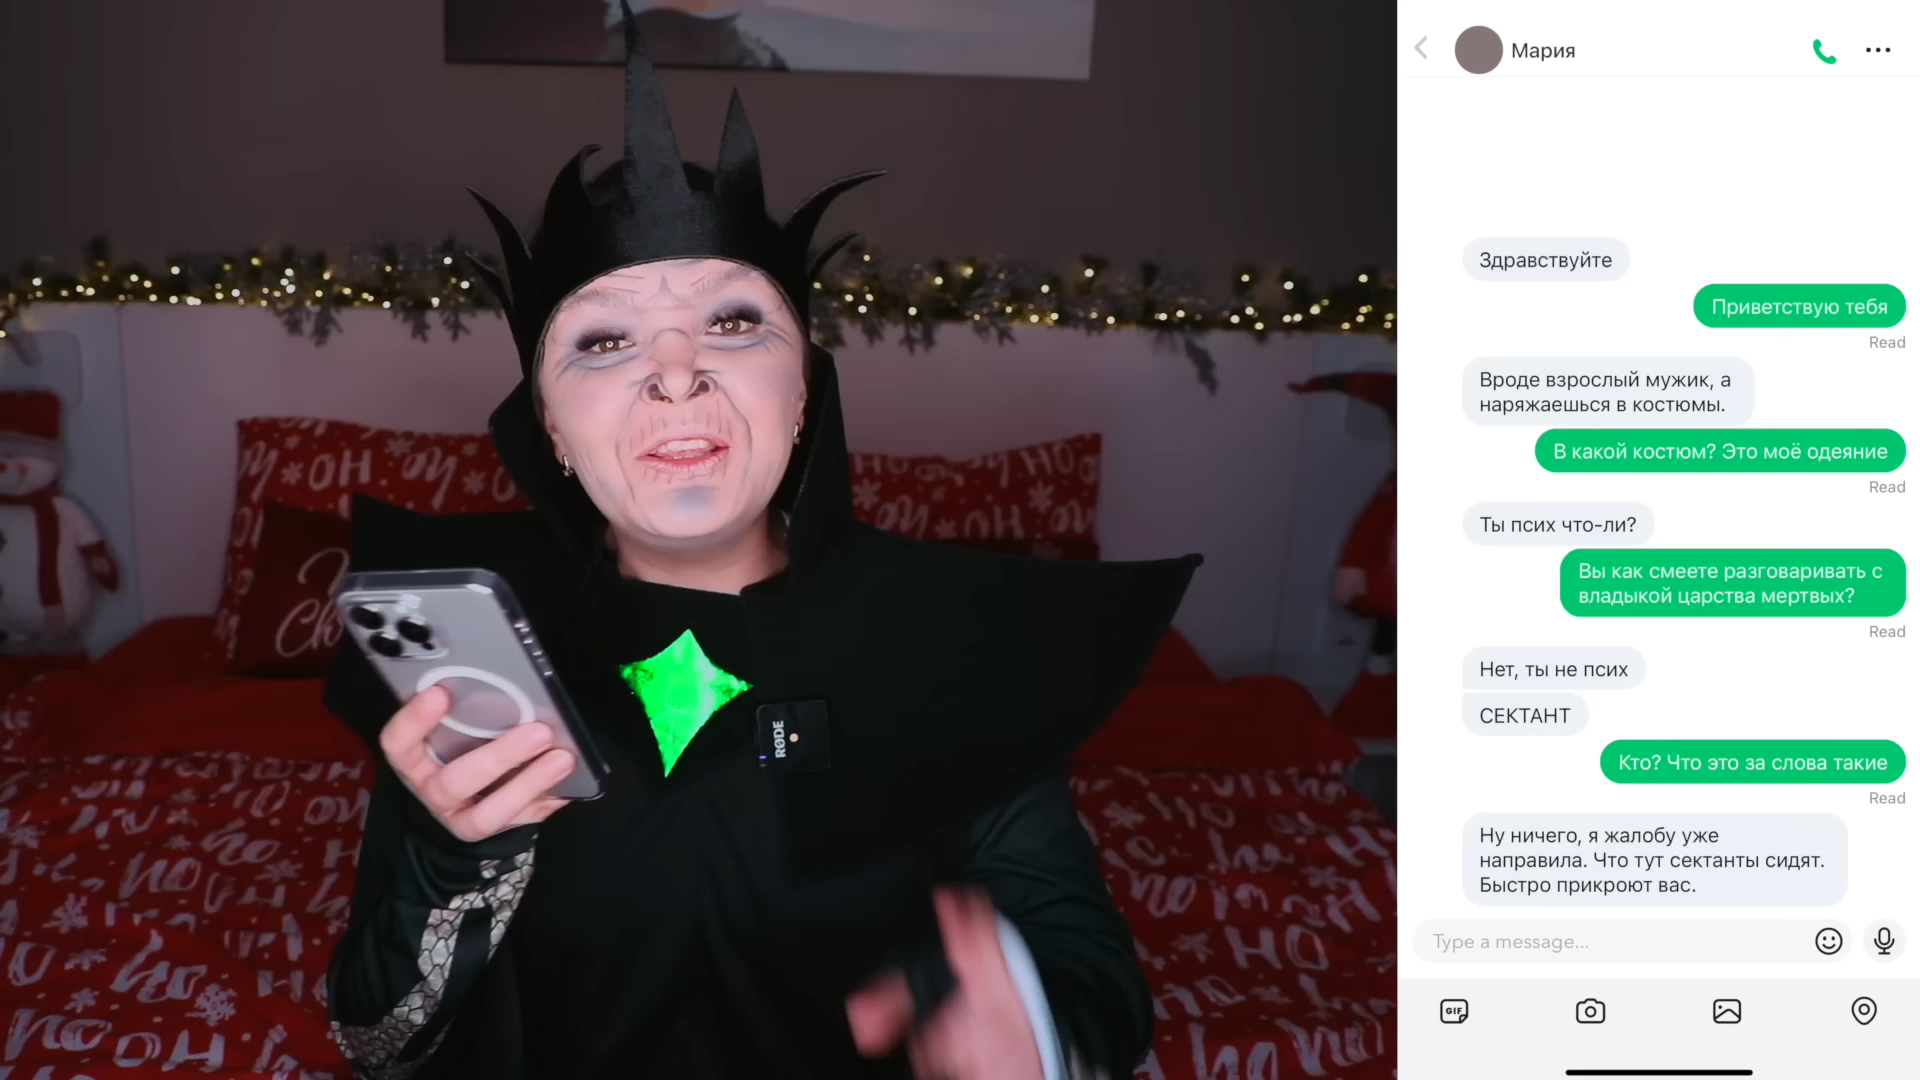 Мария
Здравствуйте
Приветствую тебя
Read
Вроде взрослый мужик, а
наряжаешься в костюмы.
В какой костюм? Это моё одеяние
Read
Ты псих что-ли?
Вы как смеете разговаривать с
владыкой царства мертвых?
Read
Нет, ты не псих
СЕКТАНТ
Кто? Что это за слова такие
Read
Ну ничего, я жалобу уже
направила. Что тут сектанты сидят.
Быстро прикроют вас.
Type a message...
GIF
RØDE
HO